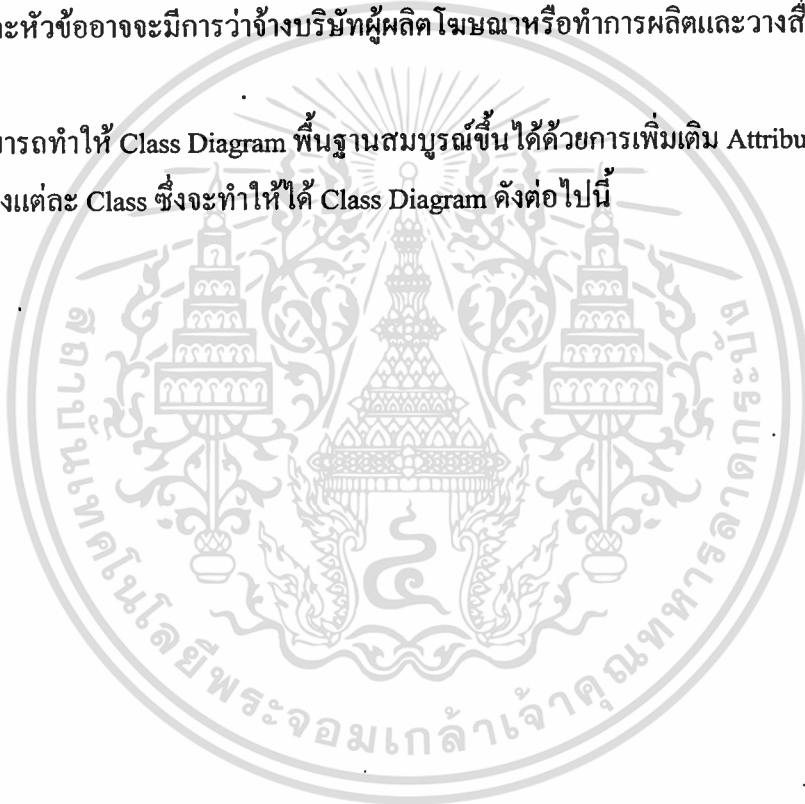 ะหัวข้ออาจจะมีการว่าจ้างบริษัทผู้ผลิตโฆษณาหรือทำการผลิตและวางสื่
ารถทำให้ Class Diagram พื้นฐานสมบูรณ์ขึ้นได้ด้วยการเพิ่มเติม Attribu
งแต่ละ Class ซึ่งจะทำให้ได้ Class Diagram ดังต่อไปนี้
สถาบันเทคโนโลยีพระจอมเกล้าเจ้าคุณทหารลาดกระบัง